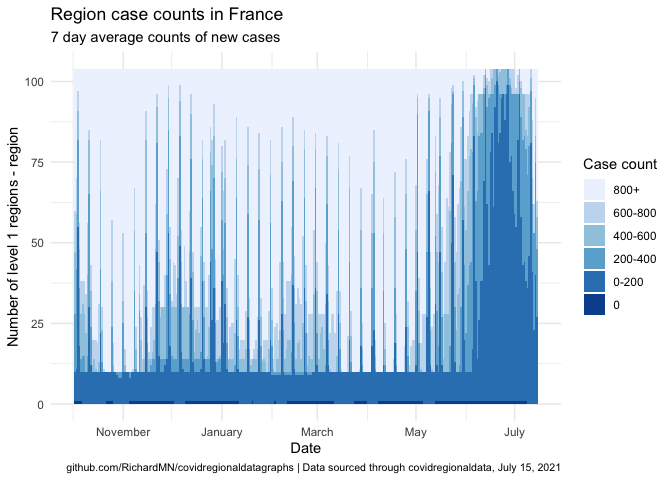 Region case counts in France
7 day average counts of new cases
Number of level 1 regions - region
100
75
50
25
0
November
January
March
May
July
Date
Case count
800+
600-800
400-600
200-400
0-200
0
github.com/RichardMN/covidregionaldatagraphs | Data sourced through covidregionaldata, July 15, 2021